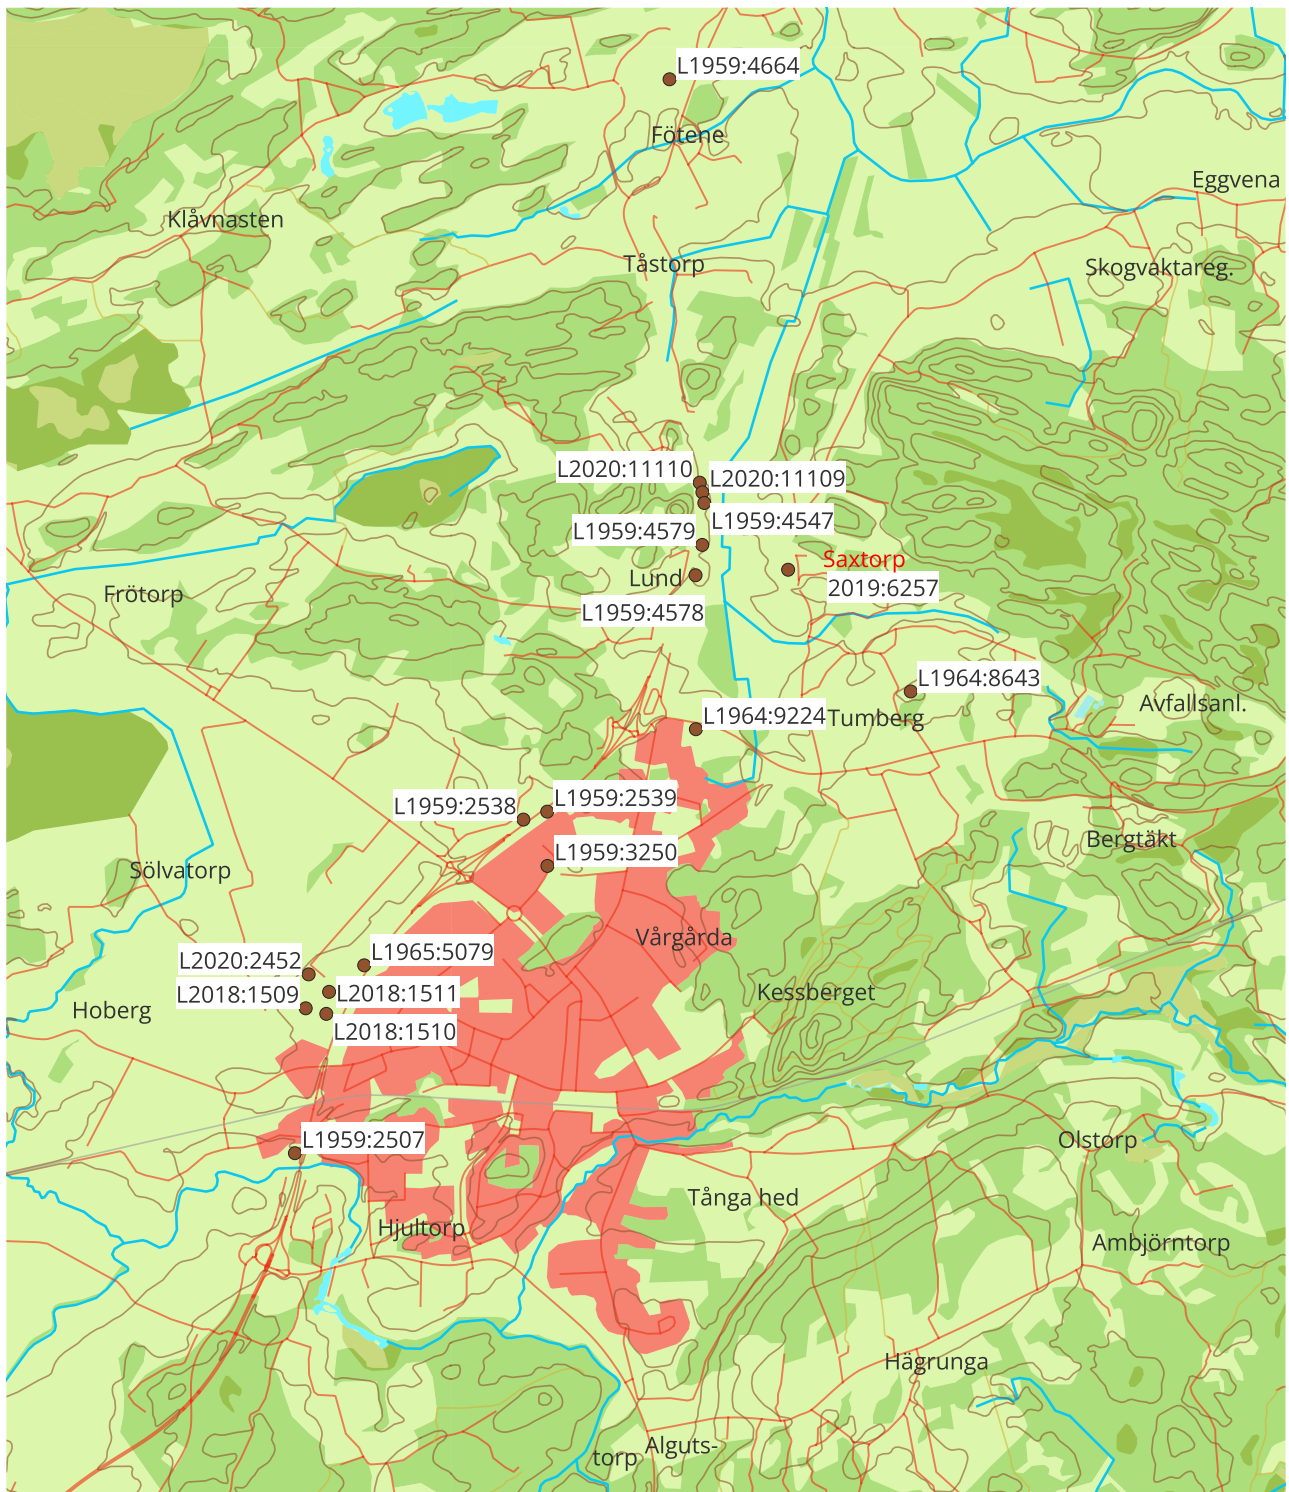 L1959:4664
Fötene
Eggvena
Klåvnasten
Tåstorp
Skogvaktareg.
L2020:11110
L2020:11109
L1959:4547
L1959:4579
Saxtorp
Lund
2019:6257
Frötorp
L1959:4578
L1964:8643
Avfallsanl.
L1964:9224
Tumberg
L1959:2539
L1959:2538
Bergtäkt
L1959:3250
Sölvatorp
Vårgårda
L1965:5079
L2020:2452
L2018:1509
L2018:1511
Kessberget
Hoberg
L2018:1510
L1959:2507
Olstorp
Tånga hed
Hjultorp
Ambjörntorp
Hägrunga
Alguts-
torp